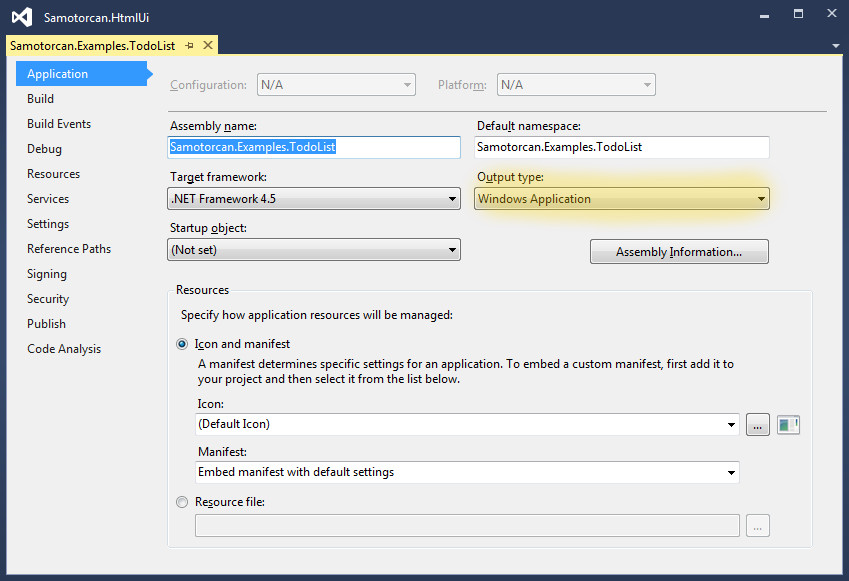 Samotorcan.HtmlUi
Samotorcan.Examples.TodoList
Application
Build
Build Events
Debug
Resources
Services
Settings
Reference Paths
Signing
Security
Publish
Code Analysis
Configuration: N/A Platform: N/A
Assembly name: Default namespace:
Samotorcan.Examples.TodoList Samotorcan.Examples.TodoList
Target framework: Output type:
.NET Framework 4.5 Windows Application
Startup object:
(Not set) Assembly Information...
Resources
Specify how application resources will be managed:
Icon and manifest
A manifest determines specific settings for an application. To embed a custom manifest, first add it to
your project and then select it from the list below.
Icon:
(Default Icon) ...
Manifest:
Embed manifest with default settings
Resource file:
...